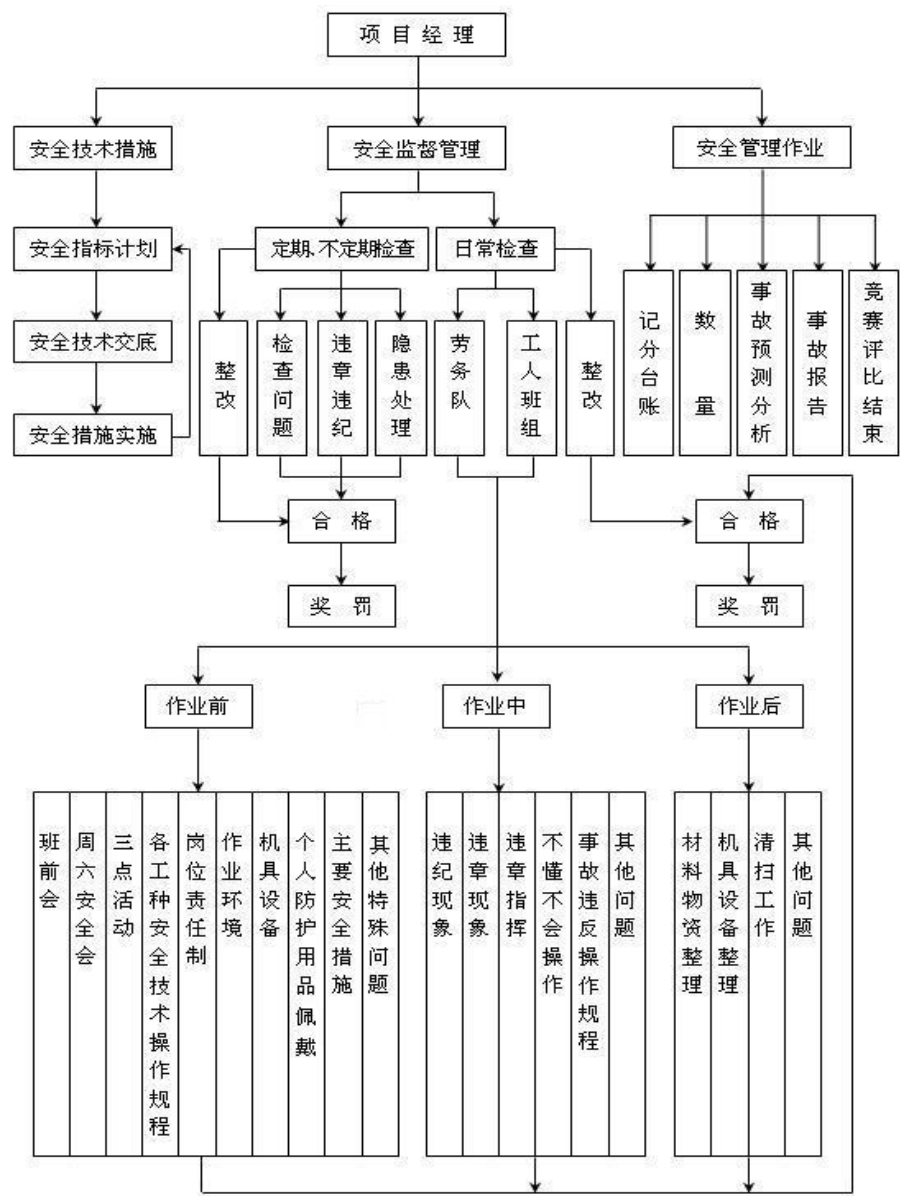 项目经理
安全技术措施
安全监督管理
安全管理作业
安全指标计划
定期、不定期检查
日常检查
安全技术交底
安全措施实施
整改
检查问题
违章违纪
隐患处理
劳务队
工人班组
整改
记分台账
数量
事故预测分析
事故报告
竞赛评比结束
合格
合格
奖罚
奖罚
作业前
作业中
作业后
班前会
周六安全会
三点活动
各工种安全技术操作规程
岗位责任制
作业环境
机具设备
个人防护用品佩戴
主要安全措施
其他特殊问题
违纪现象
违章现象
违章指挥
不懂不会操作
事故违反操作规程
其他问题
材料物资整理
机具设备整理
清扫工作
其他问题